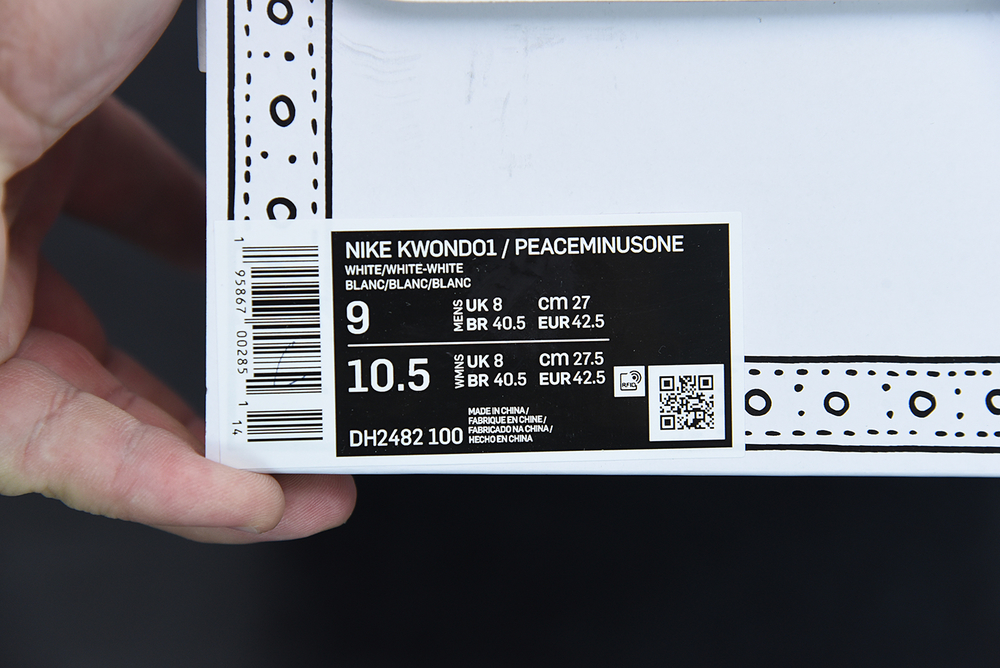 NIKE KWONDO1 / PEACEMINUSONE
WHITE/WHITE-WHITE
BLANC/BLANC/BLANC
9 MENS UK 8 cm 27
BR 40.5 EUR 42.5
10.5 WMNS UK 8 cm 27.5
BR 40.5 EUR 42.5
RFID
MADE IN CHINA /
FABRIQUE EN CHINE /
FABRICADO NA CHINA /
HECHO EN CHINA
DH2482 100
1 95867 00285 1 14